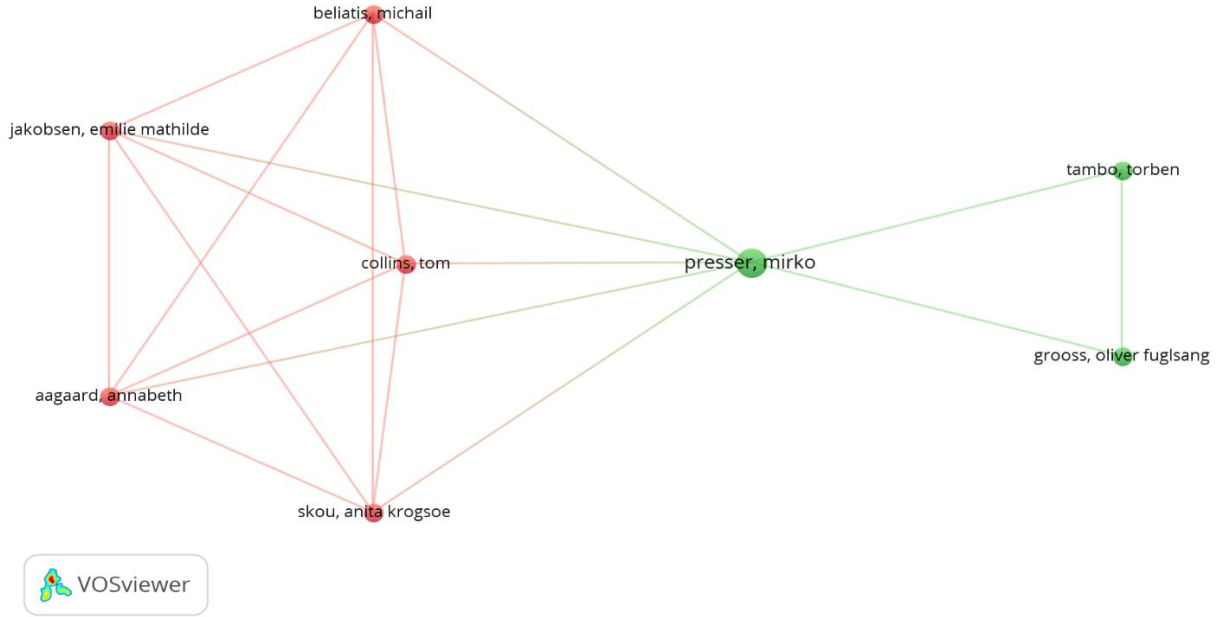 beliatis, michail
jakobsen, emilie mathilde
tambo, torben
collins, tom
presser, mirko
grooss, oliver fuglsang
aagaard, annabeth
skou, anita krogsoe
VOSviewer